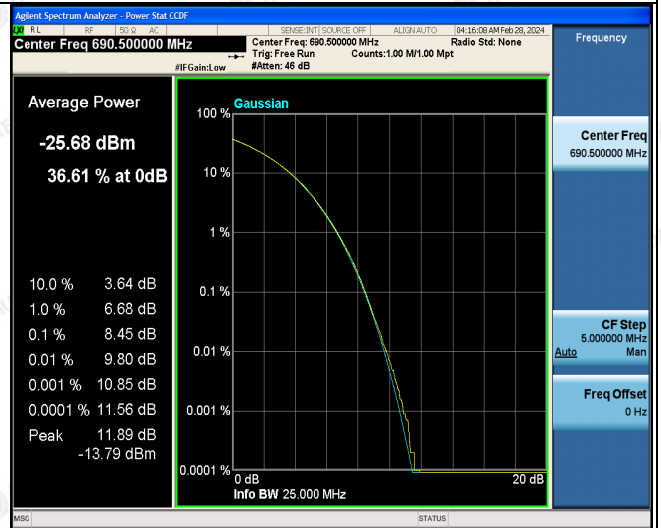 Agilent Spectrum Analyzer - Power Stat CCDF
LXI RL RF 50 Ω AC SENSE:INT SOURCE OFF ALIGN AUTO 04:16:08 AM Feb 28, 2024
Center Freq 690.500000 MHz
Center Freq: 690.500000 MHz Radio Std: None
Trig: Free Run Counts:1.00 M/1.00 Mpt
#IFGain:Low #Atten: 46 dB
Frequency
Average Power
-25.68 dBm
36.61 % at 0dB
10.0 % 3.64 dB
1.0 % 6.68 dB
0.1 % 8.45 dB
0.01 % 9.80 dB
0.001 % 10.85 dB
0.0001 % 11.56 dB
Peak 11.89 dB
-13.79 dBm
Gaussian
100 %
10 %
1 %
0.1 %
0.01 %
0.001 %
0.0001 %
0 dB 20 dB
Info BW 25.000 MHz
Center Freq
690.500000 MHz
CF Step
5.000000 MHz
Auto Man
Freq Offset
0 Hz
MSG STATUS